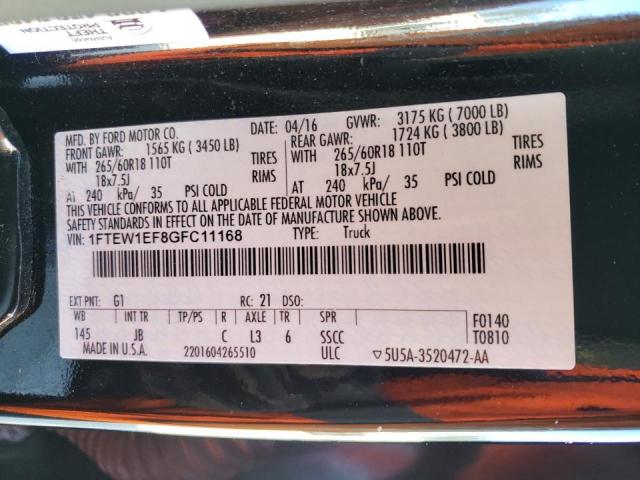 THEFT
PROTECTION
MFD. BY FORD MOTOR CO.
DATE: 04/16 GVWR: 3175 KG ( 7000 LB)
FRONT GAWR: 1565 KG ( 3450 LB)
REAR GAWR: 1724 KG ( 3800 LB)
WITH 265/60R18 110T TIRES
WITH 265/60R18 110T TIRES
18x7.5J RIMS
18x7.5J RIMS
AT 240 kPa/ 35 PSI COLD
AT 240 kPa/ 35 PSI COLD
THIS VEHICLE CONFORMS TO ALL APPLICABLE FEDERAL MOTOR VEHICLE
SAFETY STANDARDS IN EFFECT ON THE DATE OF MANUFACTURE SHOWN ABOVE.
VIN: 1FTEW1EF8GFC11168 TYPE: Truck
EXT PNT: G1 RC: 21 DSO:
WB INT TR TP/PS R AXLE TR SPR F0140
145 JB C L3 6 SSCC T0810
MADE IN U.S.A. 2201604265510 ULC ▽5U5A-3520472-AA